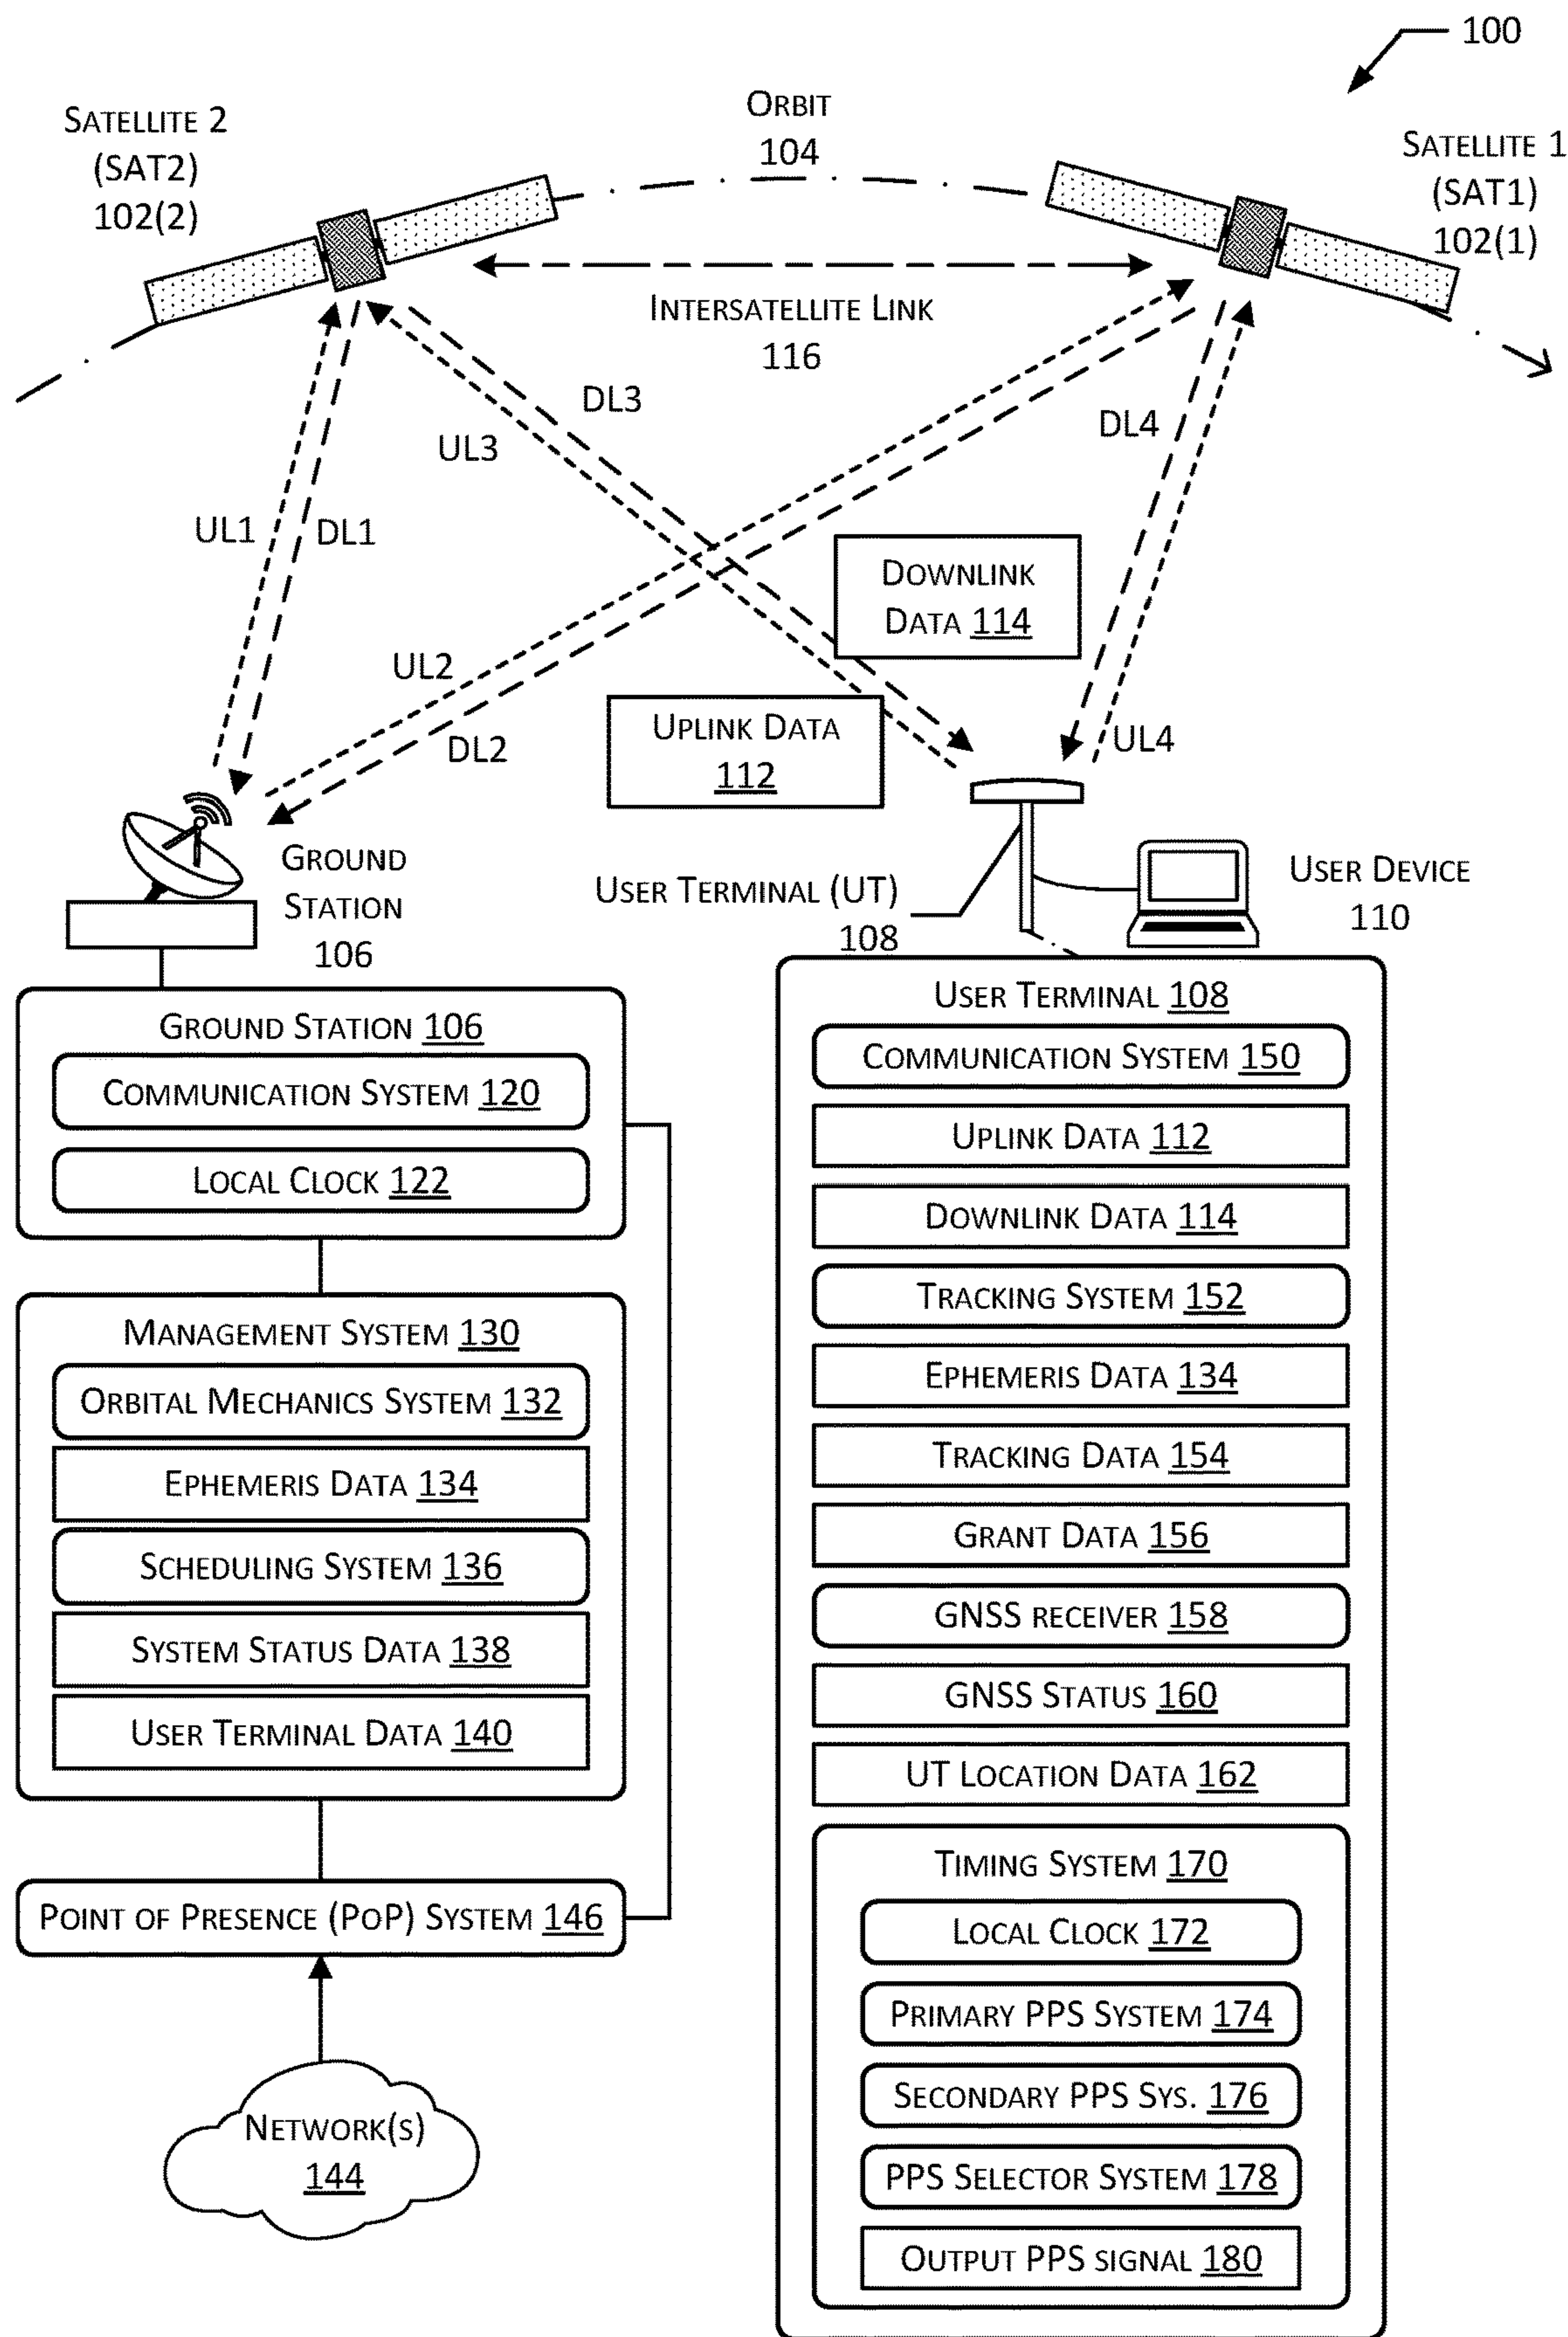 100
ORBIT
104
SATELLITE 2
(SAT2)
102(2)
SATELLITE 1
(SAT1)
102(1)
INTERSATELLITE LINK
116
DL3
UL3
DL4
UL1
DL1
DOWNLINK
DATA 114
UL2
DL2
UPLINK DATA
112
UL4
GROUND
STATION
106
USER TERMINAL (UT)
108
USER DEVICE
110
GROUND STATION 106
COMMUNICATION SYSTEM 120
LOCAL CLOCK 122
MANAGEMENT SYSTEM 130
ORBITAL MECHANICS SYSTEM 132
EPHEMERIS DATA 134
SCHEDULING SYSTEM 136
SYSTEM STATUS DATA 138
USER TERMINAL DATA 140
POINT OF PRESENCE (POP) SYSTEM 146
NETWORK(S)
144
USER TERMINAL 108
COMMUNICATION SYSTEM 150
UPLINK DATA 112
DOWNLINK DATA 114
TRACKING SYSTEM 152
EPHEMERIS DATA 134
TRACKING DATA 154
GRANT DATA 156
GNSS RECEIVER 158
GNSS STATUS 160
UT LOCATION DATA 162
TIMING SYSTEM 170
LOCAL CLOCK 172
PRIMARY PPS SYSTEM 174
SECONDARY PPS SYS. 176
PPS SELECTOR SYSTEM 178
OUTPUT PPS SIGNAL 180